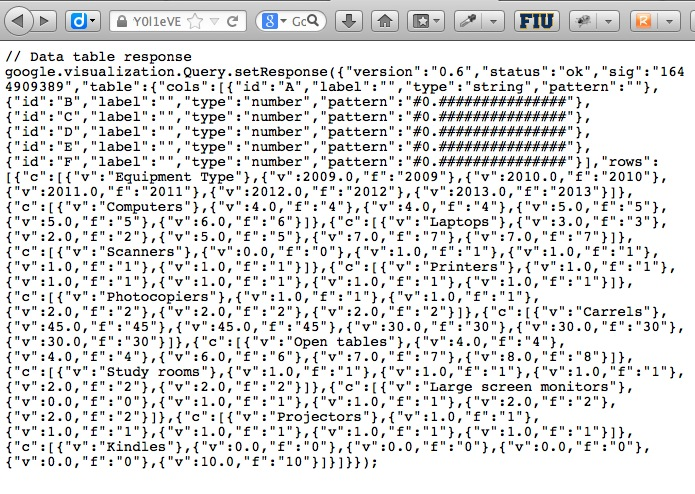 Y0l1eVE
FIU
// Data table response
google.visualization.Query.setResponse({"version":"0.6","status":"ok","sig":"164
4909389","table":{"cols":[{"id":"A","label":"","type":"string","pattern":""},
{"id":"B","label":"","type":"number","pattern":"#0.###############"},
{"id":"C","label":"","type":"number","pattern":"#0.###############"},
{"id":"D","label":"","type":"number","pattern":"#0.###############"},
{"id":"E","label":"","type":"number","pattern":"#0.###############"},
{"id":"F","label":"","type":"number","pattern":"#0.###############"}],"rows":
[{"c":[{"v":"Equipment Type"},{"v":2009.0,"f":"2009"},{"v":2010.0,"f":"2010"},
{"v":2011.0,"f":"2011"},{"v":2012.0,"f":"2012"},{"v":2013.0,"f":"2013"}]},
{"c":[{"v":"Computers"},{"v":4.0,"f":"4"},{"v":4.0,"f":"4"},{"v":5.0,"f":"5"},
{"v":5.0,"f":"5"},{"v":6.0,"f":"6"}]},{"c":[{"v":"Laptops"},{"v":3.0,"f":"3"},
{"v":2.0,"f":"2"},{"v":5.0,"f":"5"},{"v":7.0,"f":"7"},{"v":7.0,"f":"7"}]},
{"c":[{"v":"Scanners"},{"v":0.0,"f":"0"},{"v":1.0,"f":"1"},{"v":1.0,"f":"1"},
{"v":1.0,"f":"1"},{"v":1.0,"f":"1"}]},{"c":[{"v":"Printers"},{"v":1.0,"f":"1"},
{"v":1.0,"f":"1"},{"v":1.0,"f":"1"},{"v":1.0,"f":"1"},{"v":1.0,"f":"1"}]},
{"c":[{"v":"Photocopiers"},{"v":1.0,"f":"1"},{"v":1.0,"f":"1"},
{"v":2.0,"f":"2"},{"v":2.0,"f":"2"},{"v":2.0,"f":"2"}]},{"c":[{"v":"Carrels"},
{"v":45.0,"f":"45"},{"v":45.0,"f":"45"},{"v":30.0,"f":"30"},{"v":30.0,"f":"30"},
{"v":30.0,"f":"30"}]},{"c":[{"v":"Open tables"},{"v":4.0,"f":"4"},
{"v":4.0,"f":"4"},{"v":6.0,"f":"6"},{"v":7.0,"f":"7"},{"v":8.0,"f":"8"}]},
{"c":[{"v":"Study rooms"},{"v":1.0,"f":"1"},{"v":1.0,"f":"1"},{"v":1.0,"f":"1"},
{"v":2.0,"f":"2"},{"v":2.0,"f":"2"}]},{"c":[{"v":"Large screen monitors"},
{"v":0.0,"f":"0"},{"v":1.0,"f":"1"},{"v":1.0,"f":"1"},{"v":2.0,"f":"2"},
{"v":2.0,"f":"2"}]},{"c":[{"v":"Projectors"},{"v":1.0,"f":"1"},
{"v":1.0,"f":"1"},{"v":1.0,"f":"1"},{"v":1.0,"f":"1"},{"v":1.0,"f":"1"}]},
{"c":[{"v":"Kindles"},{"v":0.0,"f":"0"},{"v":0.0,"f":"0"},{"v":0.0,"f":"0"},
{"v":0.0,"f":"0"},{"v":10.0,"f":"10"}]}]}});